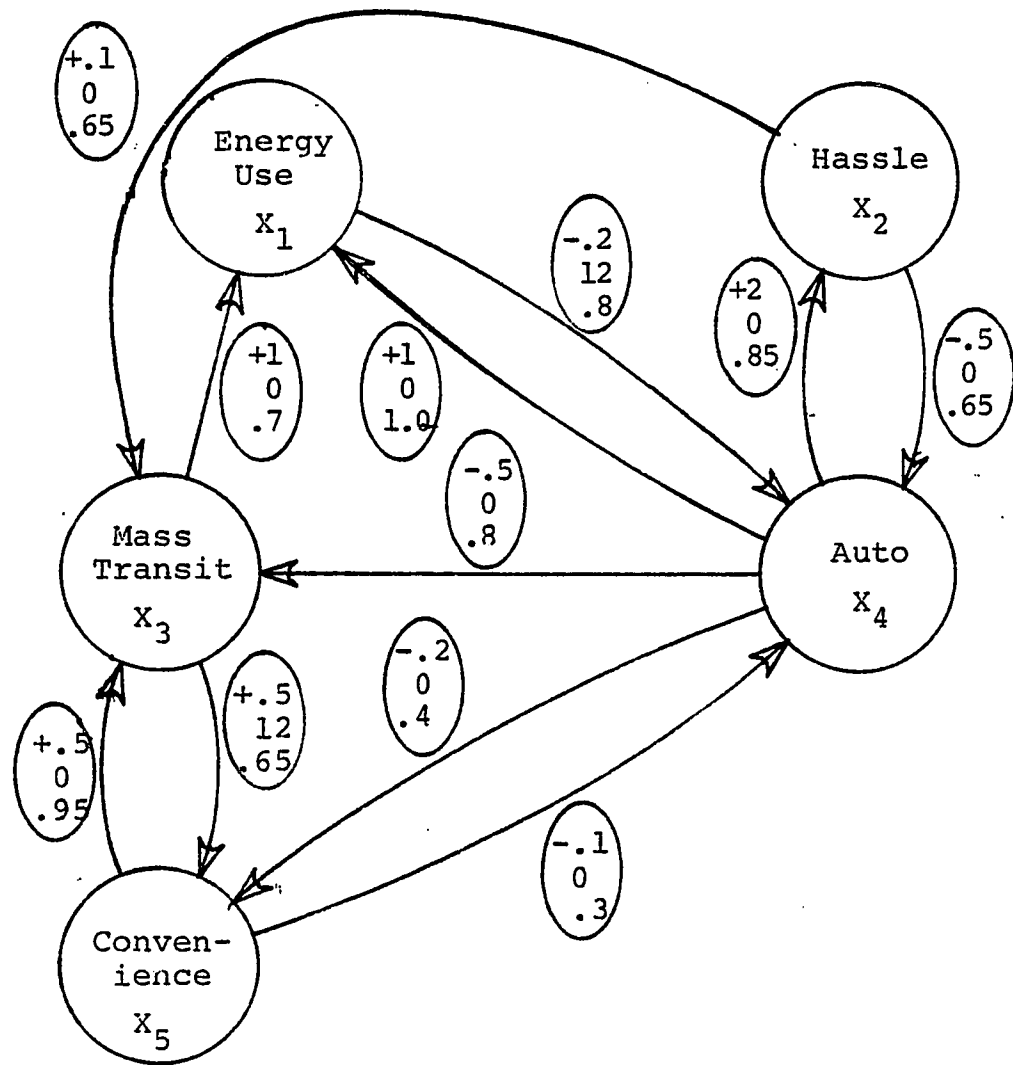 +.1
0
.65
Energy
Use
X1
Hassle
X2
-.2
12
.8
+2
0
.85
-.5
0
.65
+1
0
.7
+1
0
1.0
-.5
0
.8
Mass
Transit
X3
Auto
X4
-.2
0
.4
+.5
12
.65
+.5
0
.95
-.1
0
.3
Conven-
ience
X5